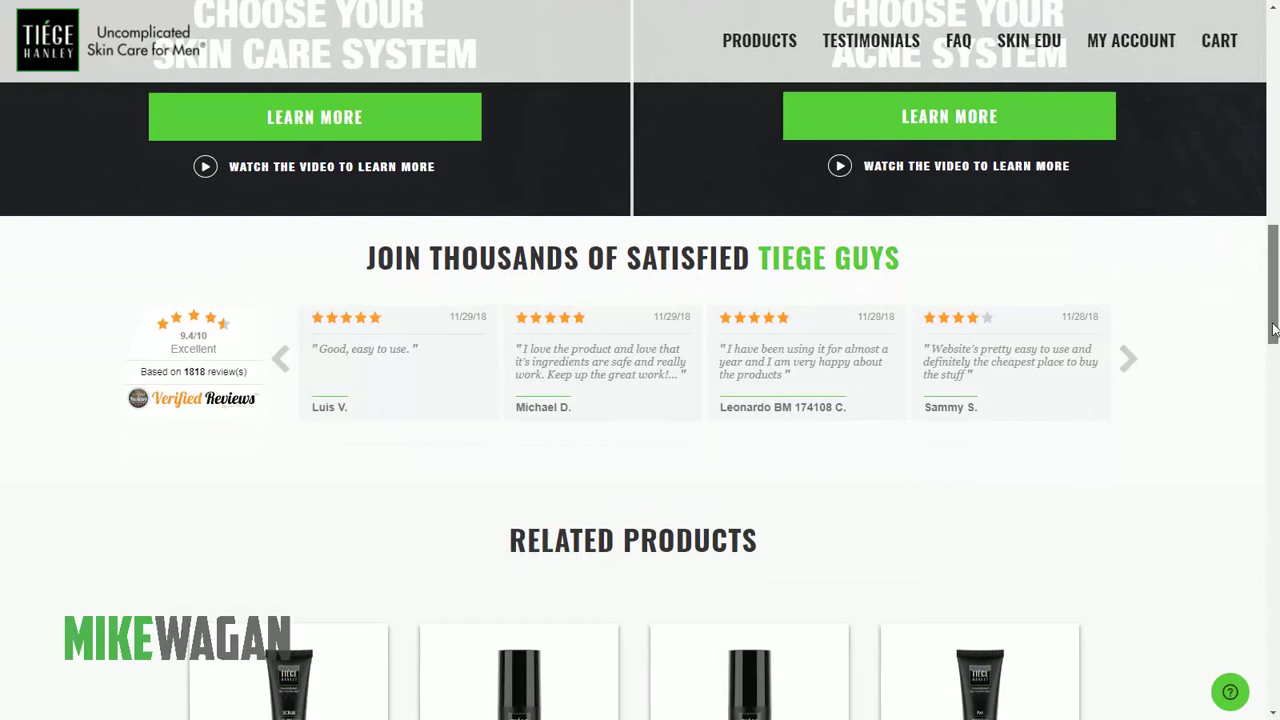 TIÉGE
HANLEY
Uncomplicated
Skin Care for Men®
PRODUCTS
TESTIMONIALS
FAQ
SKIN EDU
MY ACCOUNT
CART
CHOOSE YOUR
SKIN CARE SYSTEM
LEARN MORE
WATCH THE VIDEO TO LEARN MORE
CHOOSE YOUR
ACNE SYSTEM
LEARN MORE
WATCH THE VIDEO TO LEARN MORE
JOIN THOUSANDS OF SATISFIED TIEGE GUYS
9.4/10
Excellent
Based on 1818 review(s)
Verified Reviews
11/29/18
" Good, easy to use. "
Luis V.
11/29/18
" I love the product and love that
it's ingredients are safe and really
work. Keep up the great work!... "
Michael D.
11/28/18
" I have been using it for almost a
year and I am very happy about
the products "
Leonardo BM 174108 C.
11/28/18
" Website's pretty easy to use and
definitely the cheapest place to buy
the stuff "
Sammy S.
RELATED PRODUCTS
MIKEWAGAN
TIÉGE
HANLEY
SCRUB
TIÉGE
HANLEY